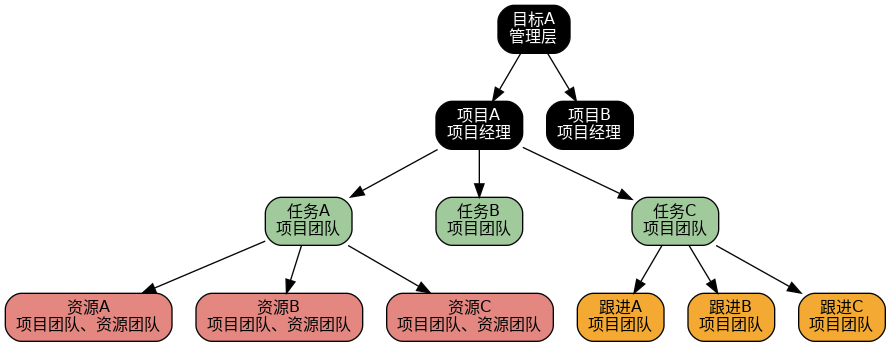 目标A
管理层
项目A
项目经理
项目B
项目经理
任务A
项目团队
任务B
项目团队
任务C
项目团队
资源A
项目团队、资源团队
资源B
项目团队、资源团队
资源C
项目团队、资源团队
跟进A
项目团队
跟进B
项目团队
跟进C
项目团队